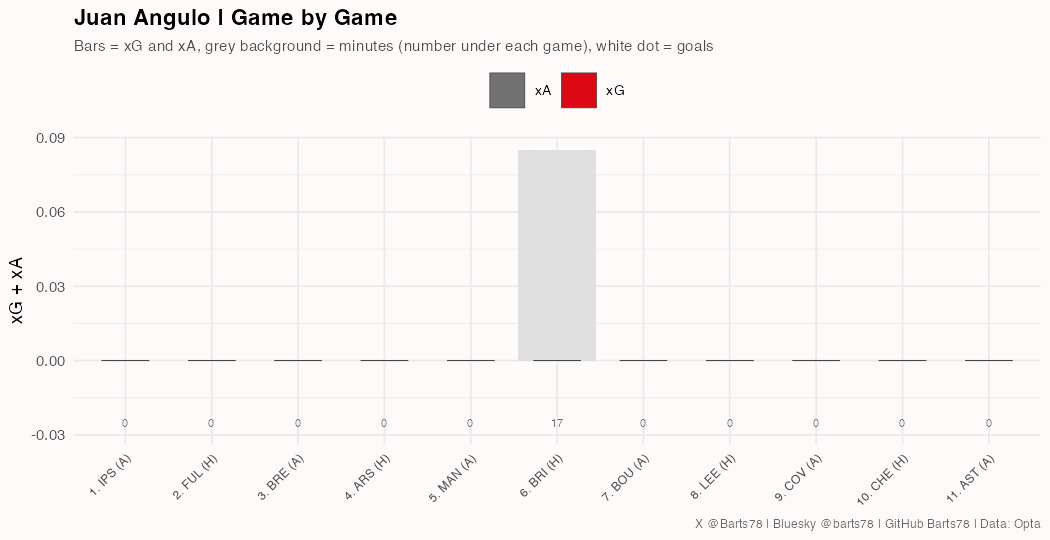 Juan Angulo | Game by Game
Bars = xG and xA, grey background = minutes (number under each game), white dot = goals
xA xG
xG + xA
0.09
0.06
0.03
0.00
-0.03
0 0 0 0 0 17 0 0 0 0 0
1. IPS (A) 2. FUL (H) 3. BRE (A) 4. ARS (H) 5. MAN (A) 6. BRI (H) 7. BOU (A) 8. LEE (H) 9. COV (A) 10. CHE (H) 11. AST (A)
X @Barts78 | Bluesky @barts78 | GitHub Barts78 | Data: Opta